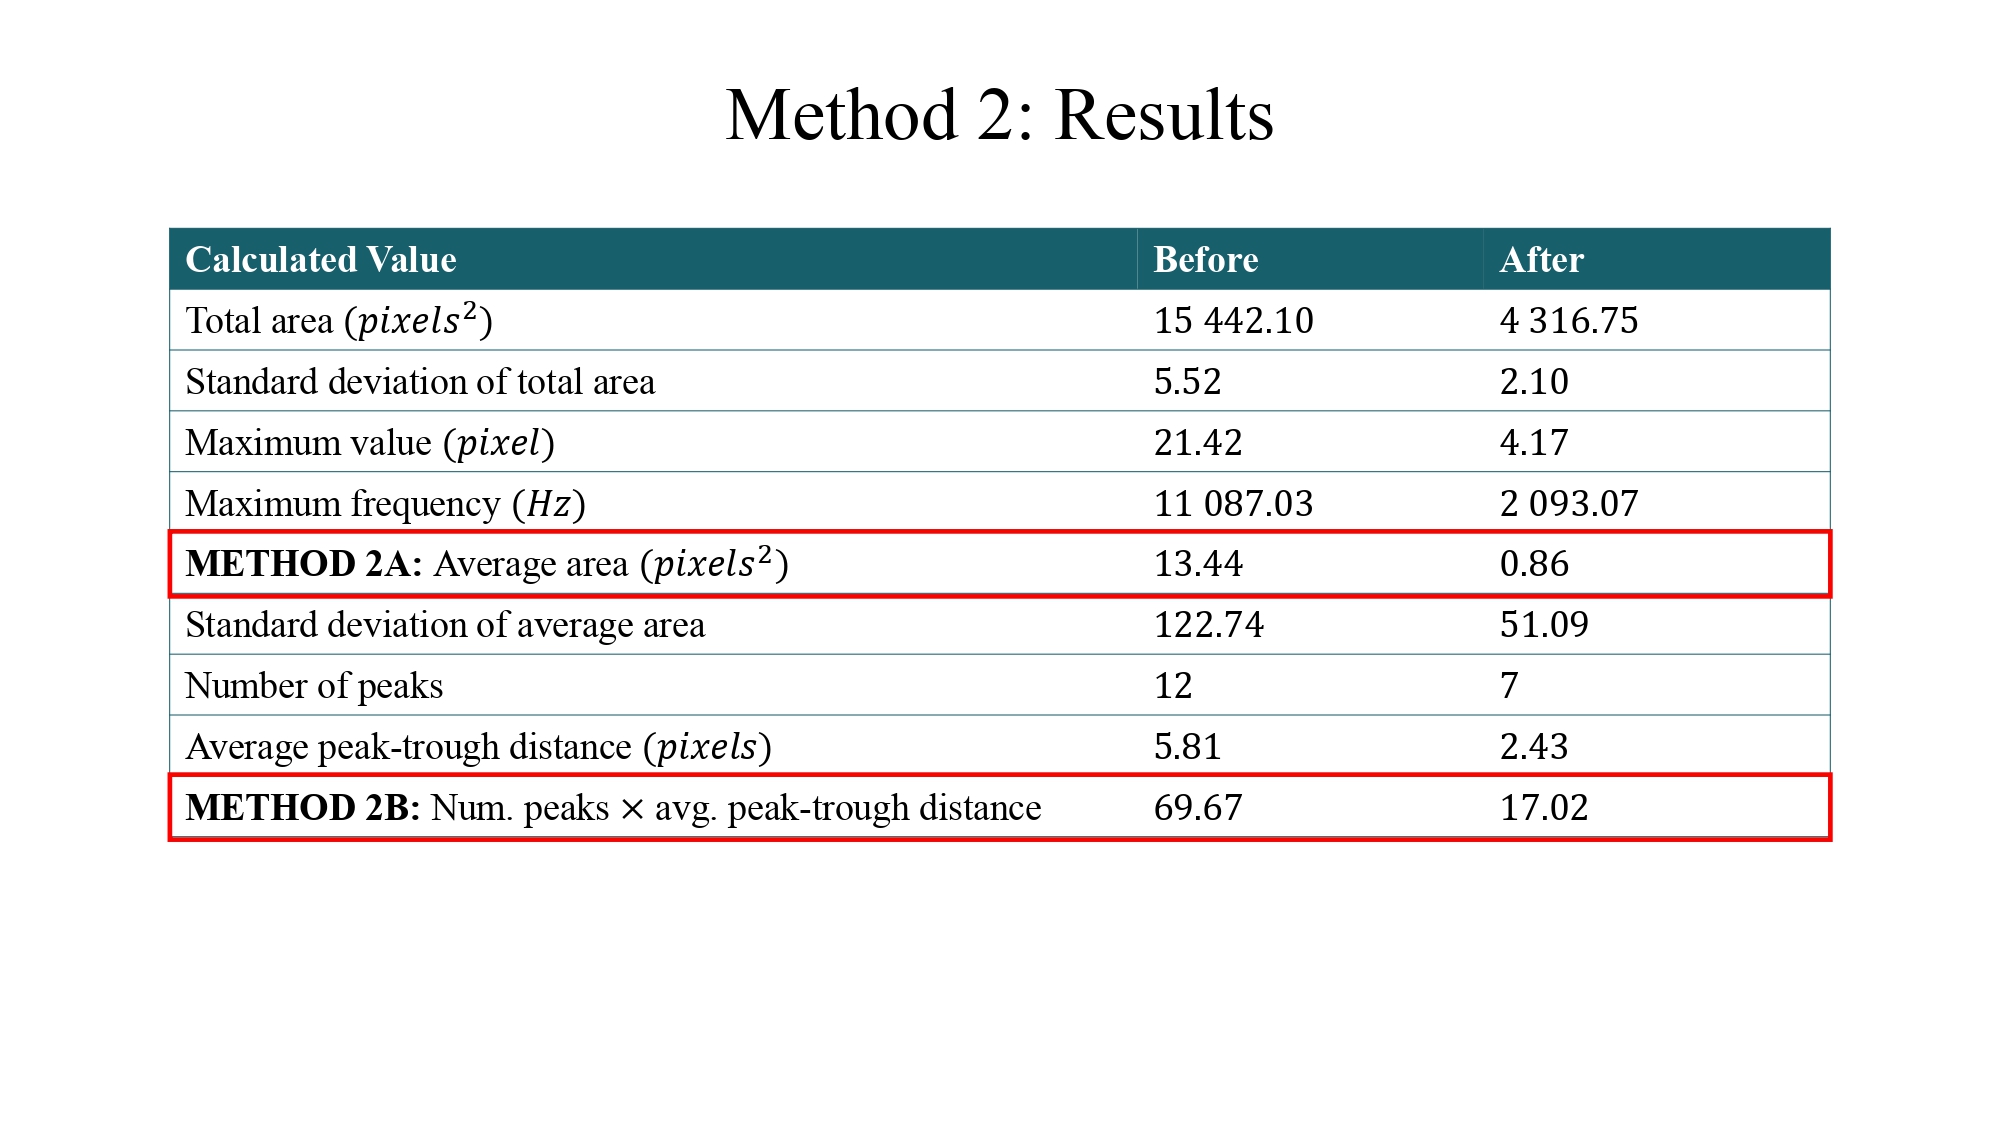 Method 2: Results
Calculated Value Before After
Total area (pixels²) 15 442.10 4 316.75
Standard deviation of total area 5.52 2.10
Maximum value (pixel) 21.42 4.17
Maximum frequency (Hz) 11 087.03 2 093.07
METHOD 2A: Average area (pixels²) 13.44 0.86
Standard deviation of average area 122.74 51.09
Number of peaks 12 7
Average peak-trough distance (pixels) 5.81 2.43
METHOD 2B: Num. peaks × avg. peak-trough distance 69.67 17.02